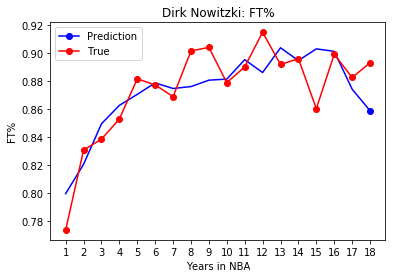 Dirk Nowitzki: FT%
Prediction
True
FT%
0.92
0.90
0.88
0.86
0.84
0.82
0.80
0.78
1 2 3 4 5 6 7 8 9 10 11 12 13 14 15 16 17 18
Years in NBA